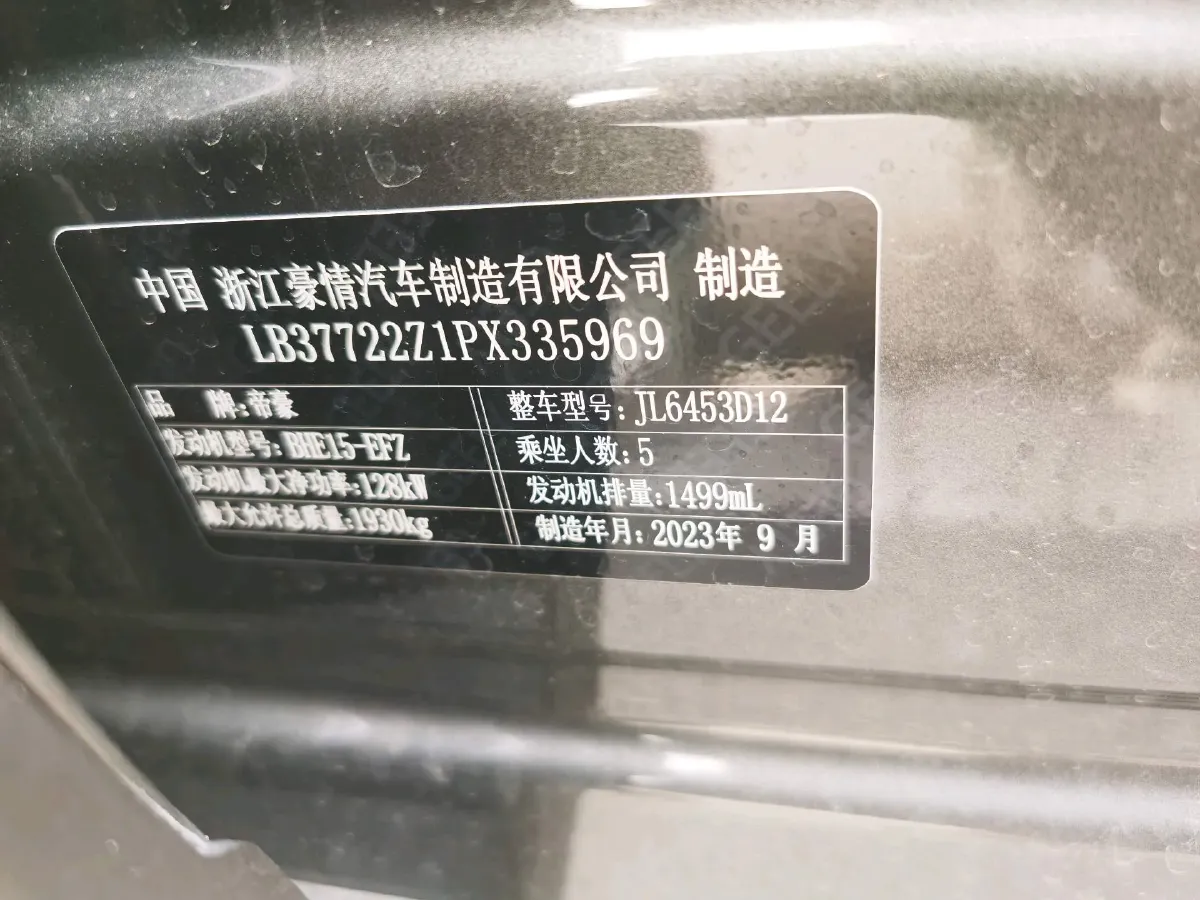 中国 浙江豪情汽车制造有限公司 制造
LB37722Z1PX335969
品 牌:帝豪 整车型号:JL6453D12
发动机型号:BHE15-EFZ 乘坐人数:5
发动机最大净功率:128kW 发动机排量:1499mL
最大允许总质量:1930kg 制造年月:2023年 9 月